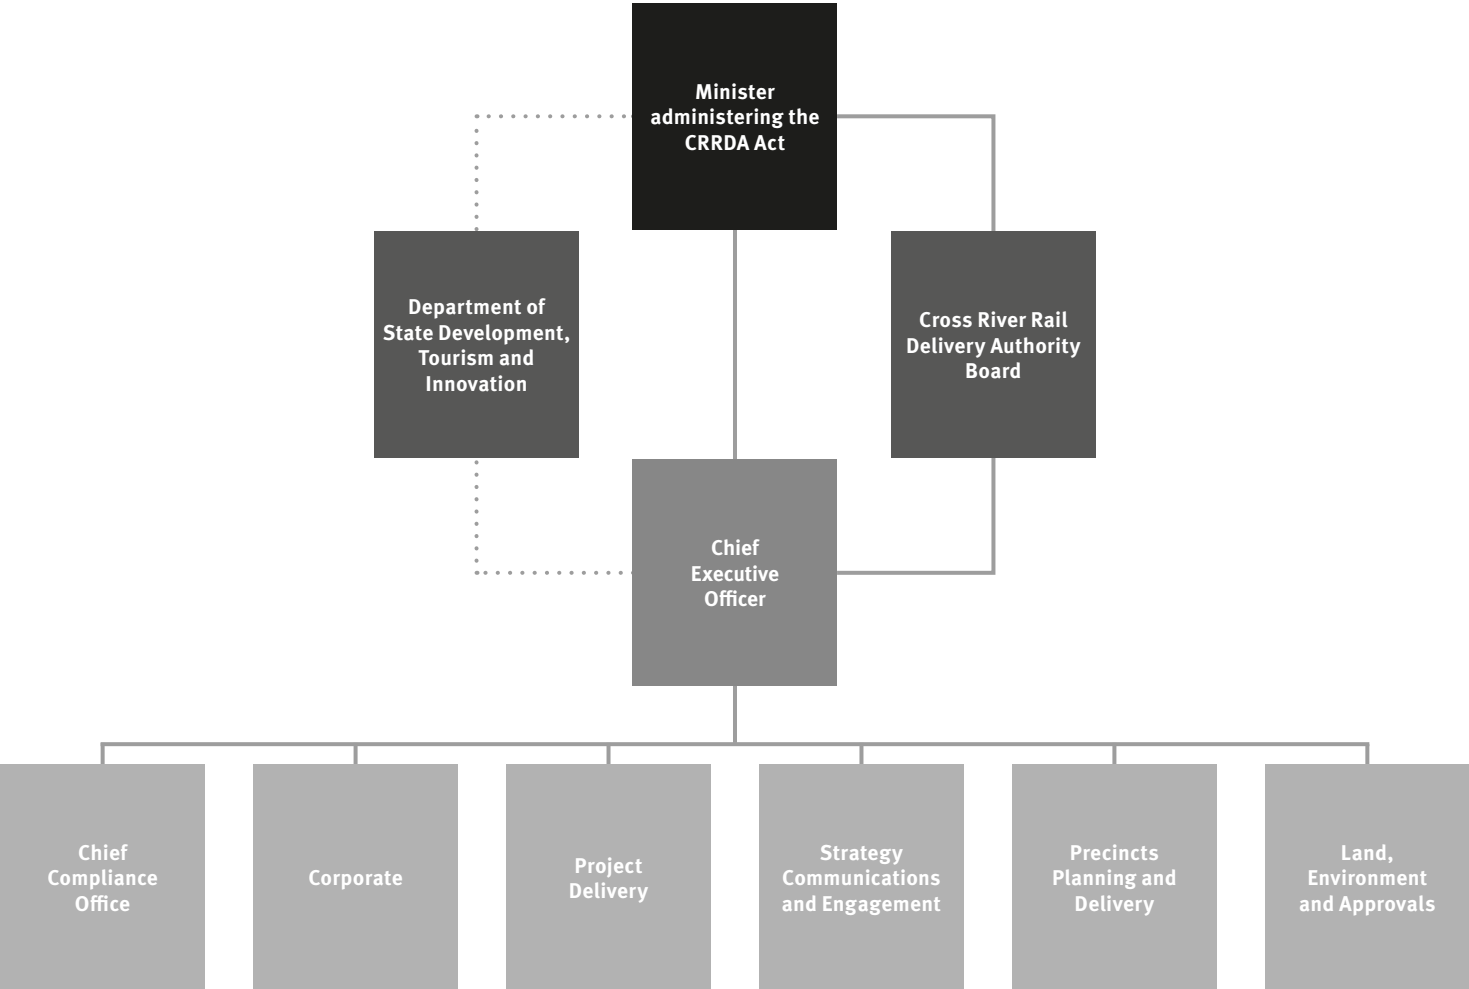 Minister
administering the
CRRDA Act
Department of
State Development,
Tourism and
Innovation
Cross River Rail
Delivery Authority
Board
Chief
Executive
Officer
Chief
Compliance
Office
Corporate
Project
Delivery
Strategy
Communications
and Engagement
Precincts
Planning and
Delivery
Land,
Environment
and Approvals